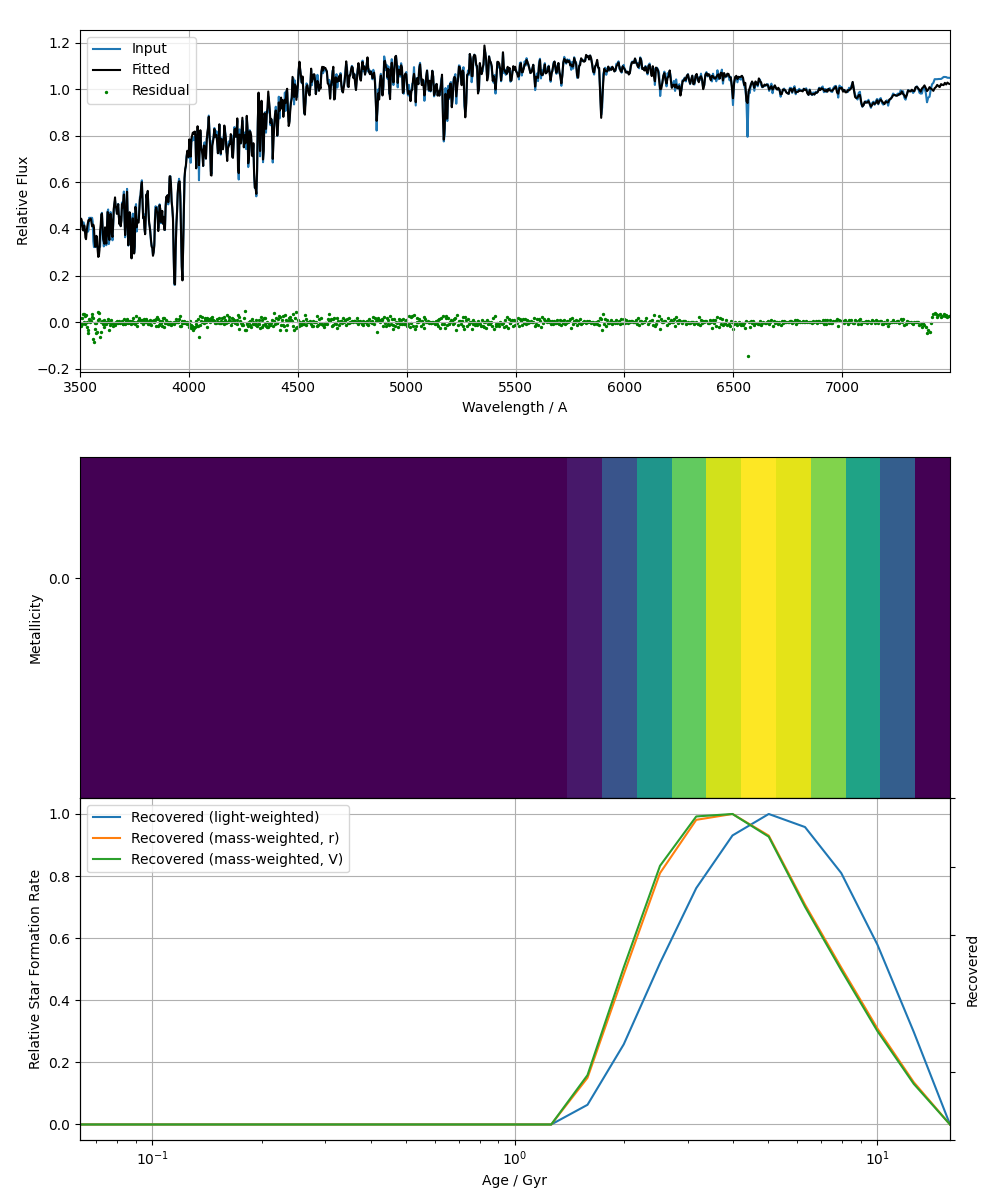 1.2
1.0
0.8
0.6
0.4
0.2
0.0
−0.2
Relative Flux
Input
Fitted
Residual
3500
4000
4500
5000
5500
6000
6500
7000
Wavelength / A
0.0
Metallicity
1.0
0.8
0.6
0.4
0.2
0.0
Relative Star Formation Rate
Recovered (light-weighted)
Recovered (mass-weighted, r)
Recovered (mass-weighted, V)
Recovered
10⁻¹
10⁰
10¹
Age / Gyr